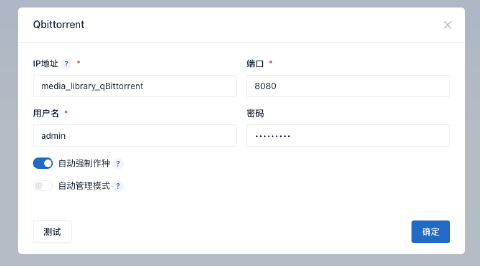 Qbittorrent
IP地址 ? *
端口 *
media_library_qBittorrent
8080
用户名 *
密码
admin
•••••••••
自动强制作种 ?
自动管理模式 ?
测试
确定